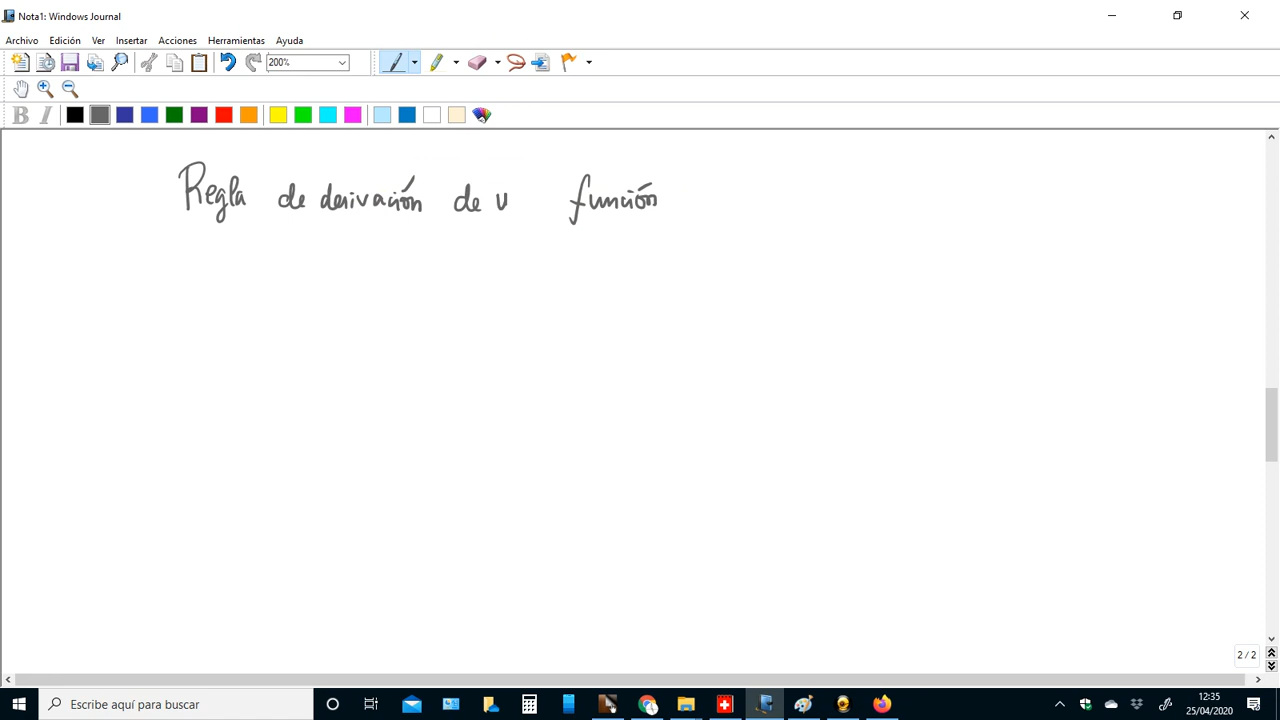 Nota1: Windows Journal
Archivo Edición Ver Insertar Acciones Herramientas Ayuda
200%
B I
Regla de derivación de u función
2 / 2
Escribe aquí para buscar
12:35
25/04/2020